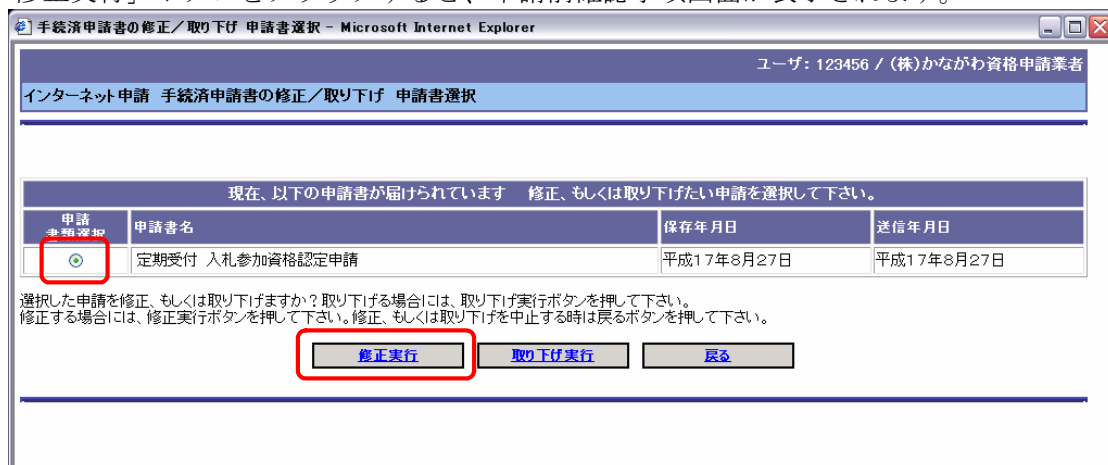 手続済申請書の修正／取り下げ 申請書選択 - Microsoft Internet Explorer
ユーザ: 123456 / (株)かながわ資格申請業者
インターネット申請 手続済申請書の修正／取り下げ 申請書選択
現在、以下の申請書が届けられています 修正、もしくは取り下げたい申請を選択して下さい。
申請
書類選択 申請書名 保存年月日 送信年月日
定期受付 入札参加資格認定申請 平成17年8月27日 平成17年8月27日
選択した申請を修正、もしくは取り下げますか？取り下げる場合には、取り下げ実行ボタンを押して下さい。
修正する場合には、修正実行ボタンを押して下さい。修正、もしくは取り下げを中止する時は戻るボタンを押して下さい。
修正実行 取り下げ実行 戻る